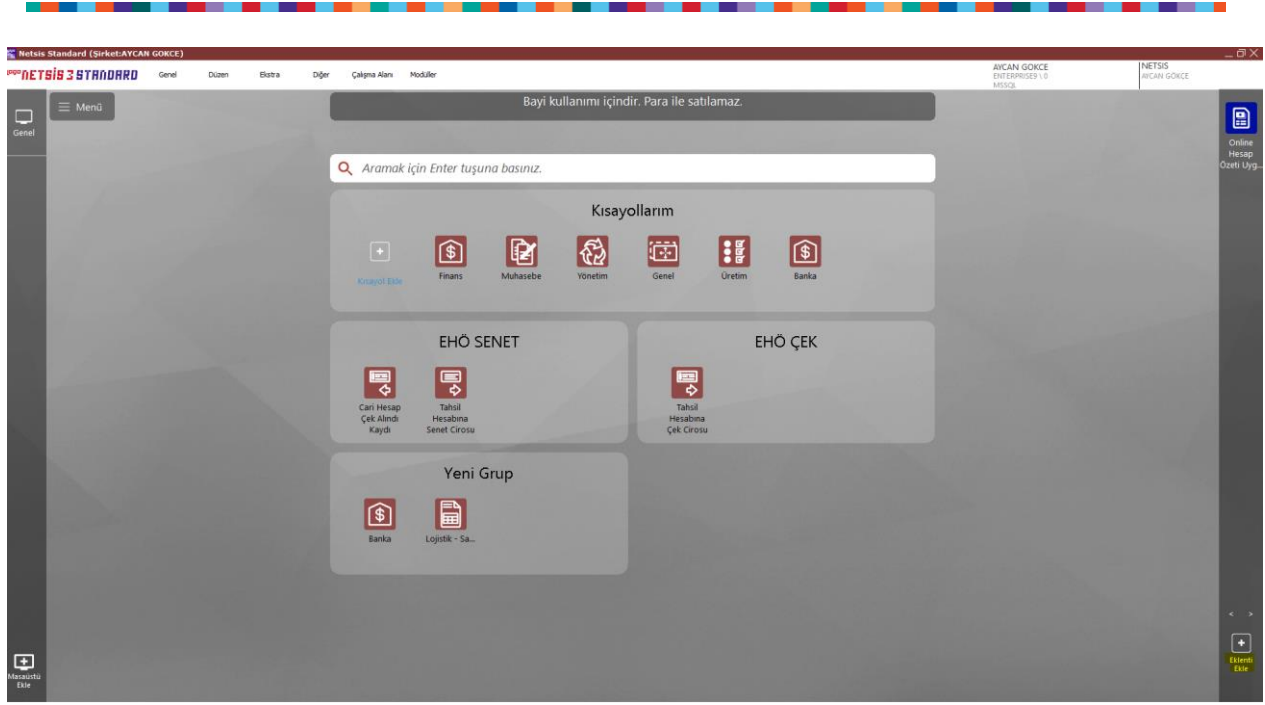 Netsis Standard (Şirket:AYCAN GOKCE)
logo NETSİS 3 STANDARD
Genel Düzen Ekstra Diğer Çalışma Alanı Modüller
AYCAN GOKCE
ENTERPRISE9 \ 0
MSSQL
NETSIS
AYCAN GÖKÇE
Genel
Menü
Bayi kullanımı içindir. Para ile satılamaz.
Aramak için Enter tuşuna basınız.
Kısayollarım
Kısayol Ekle
Finans
Muhasebe
Yönetim
Genel
Üretim
Banka
EHÖ SENET
Cari Hesap
Çek Alındı
Kaydı
Tahsil
Hesabına
Senet Cirosu
EHÖ ÇEK
Tahsil
Hesabına
Çek Cirosu
Yeni Grup
Banka
Lojistik - Sa...
Online
Hesap
Özeti Uyg...
< >
Eklenti
Ekle
Masaüstü
Ekle